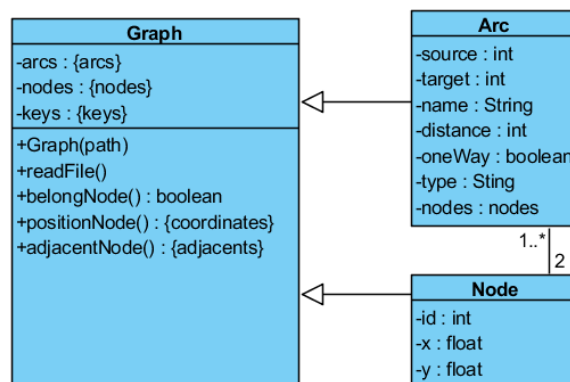 Graph
-arcs : {arcs}
-nodes : {nodes}
-keys : {keys}
+Graph(path)
+readFile()
+belongNode() : boolean
+positionNode() : {coordinates}
+adjacentNode() : {adjacents}
Arc
-source : int
-target : int
-name : String
-distance : int
-oneWay : boolean
-type : Sting
-nodes : nodes
1..*
2
Node
-id : int
-x : float
-y : float